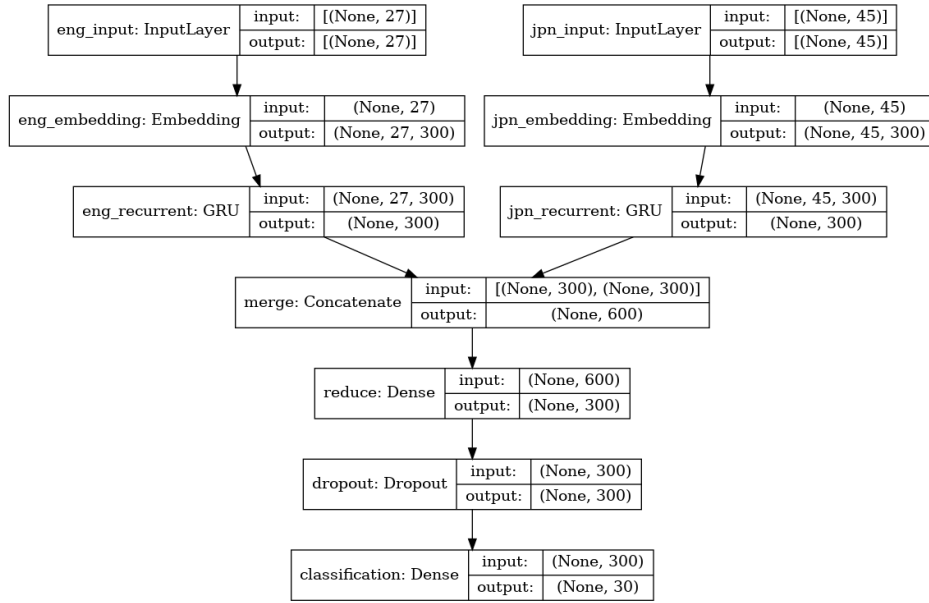 eng_input: InputLayer
input: [(None, 27)]
output: [(None, 27)]
jpn_input: InputLayer
input: [(None, 45)]
output: [(None, 45)]
eng_embedding: Embedding
input: (None, 27)
output: (None, 27, 300)
jpn_embedding: Embedding
input: (None, 45)
output: (None, 45, 300)
eng_recurrent: GRU
input: (None, 27, 300)
output: (None, 300)
jpn_recurrent: GRU
input: (None, 45, 300)
output: (None, 300)
merge: Concatenate
input: [(None, 300), (None, 300)]
output: (None, 600)
reduce: Dense
input: (None, 600)
output: (None, 300)
dropout: Dropout
input: (None, 300)
output: (None, 300)
classification: Dense
input: (None, 300)
output: (None, 30)